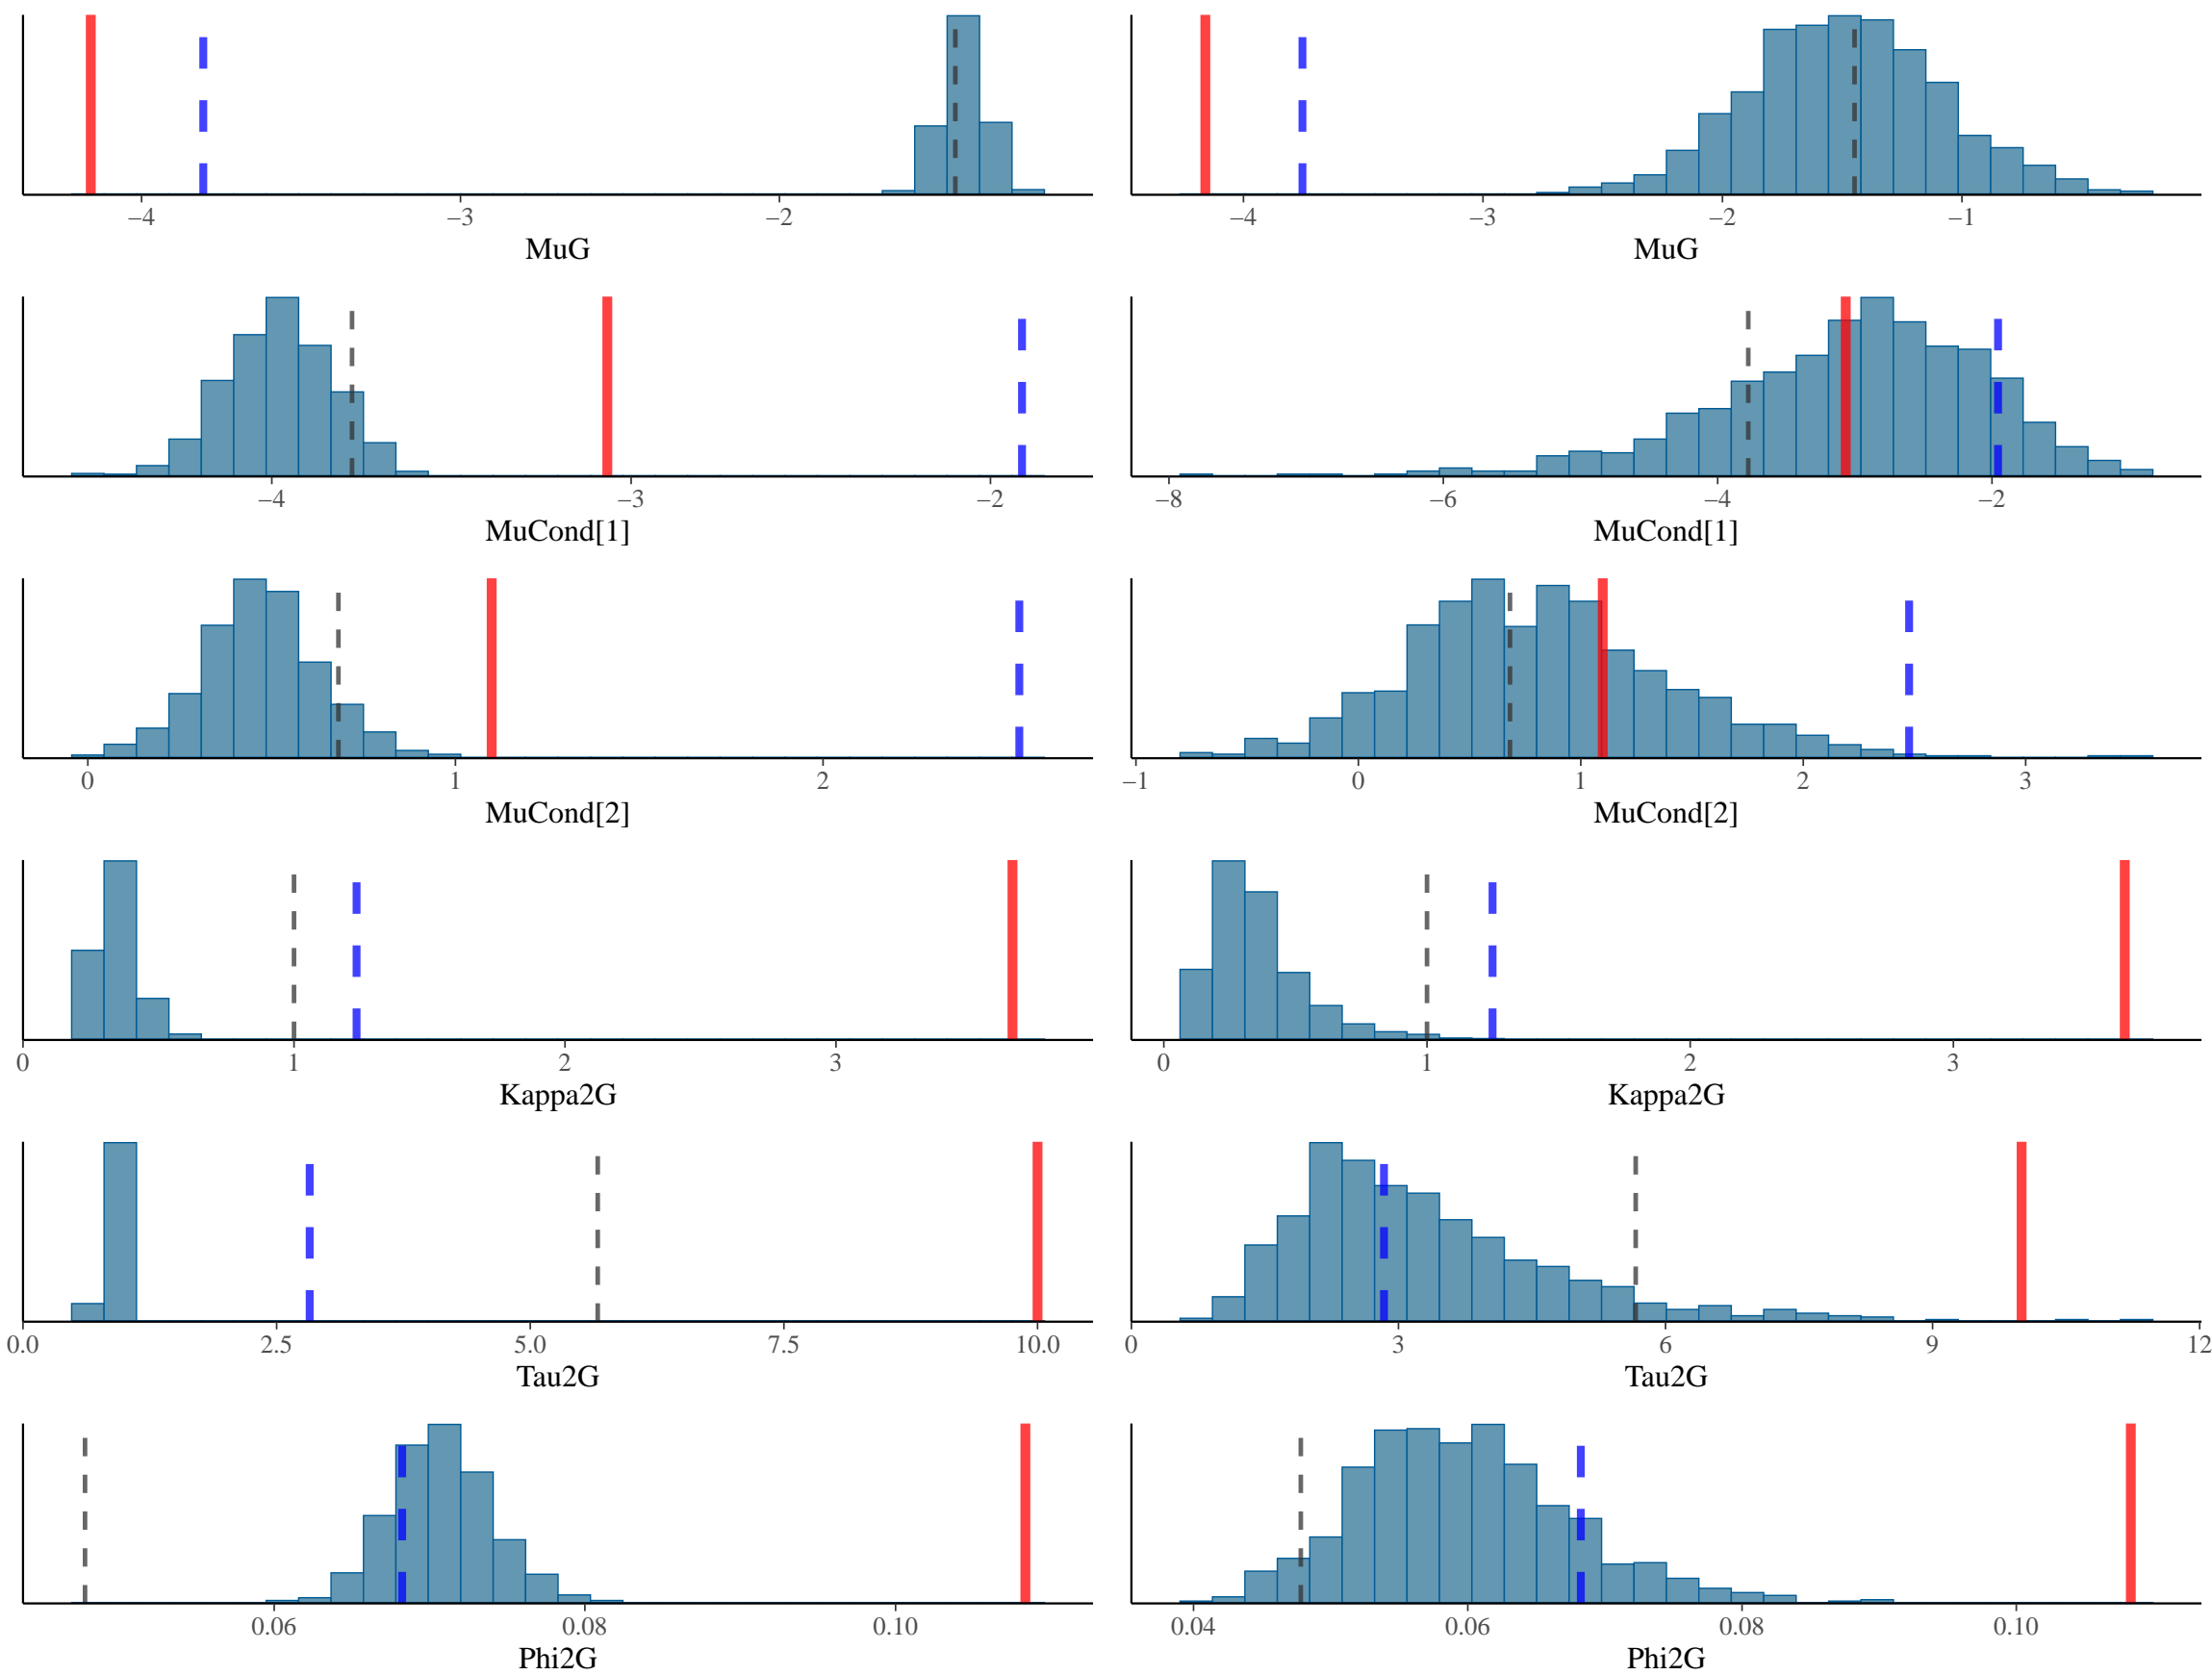 −4 −3 −2
MuG
−4 −3 −2 −1
MuG
−4 −3 −2
MuCond[1]
−8 −6 −4 −2
MuCond[1]
0 1 2
MuCond[2]
−1 0 1 2 3
MuCond[2]
0 1 2 3
Kappa2G
0 1 2 3
Kappa2G
0.0 2.5 5.0 7.5 10.0
Tau2G
0 3 6 9 12
Tau2G
0.06 0.08 0.10
Phi2G
0.04 0.06 0.08 0.10
Phi2G